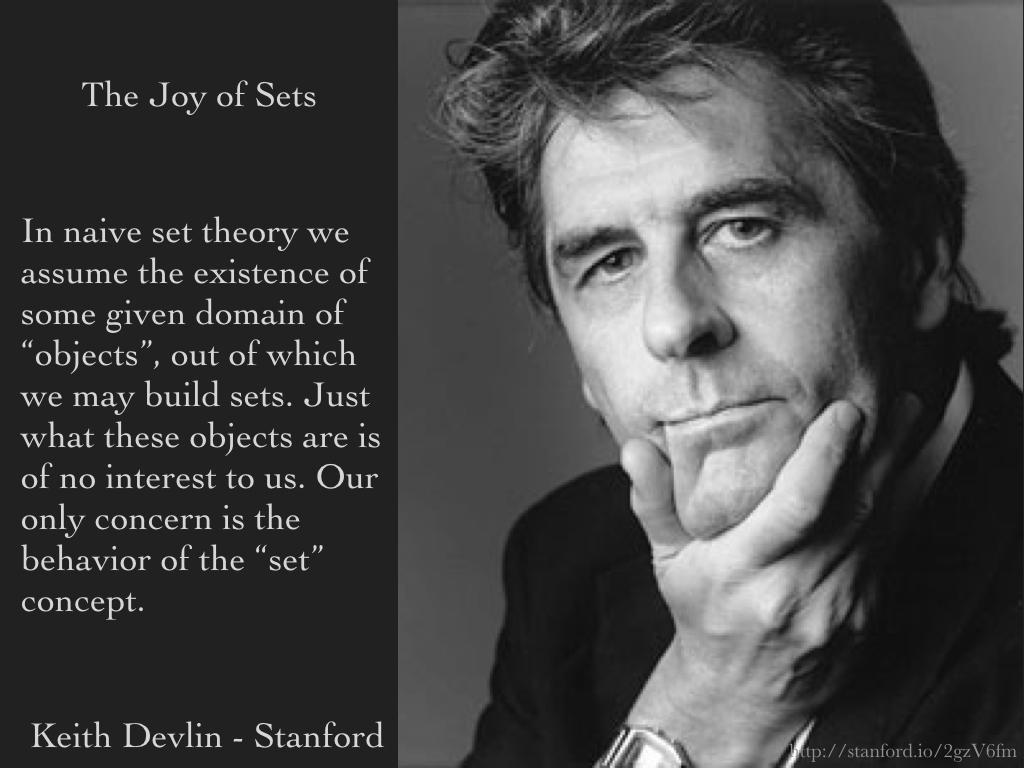 The Joy of Sets
In naive set theory we
assume the existence of
some given domain of
“objects”, out of which
we may build sets. Just
what these objects are is
of no interest to us. Our
only concern is the
behavior of the “set”
concept.
Keith Devlin - Stanford
http://stanford.io/2gzV6fm